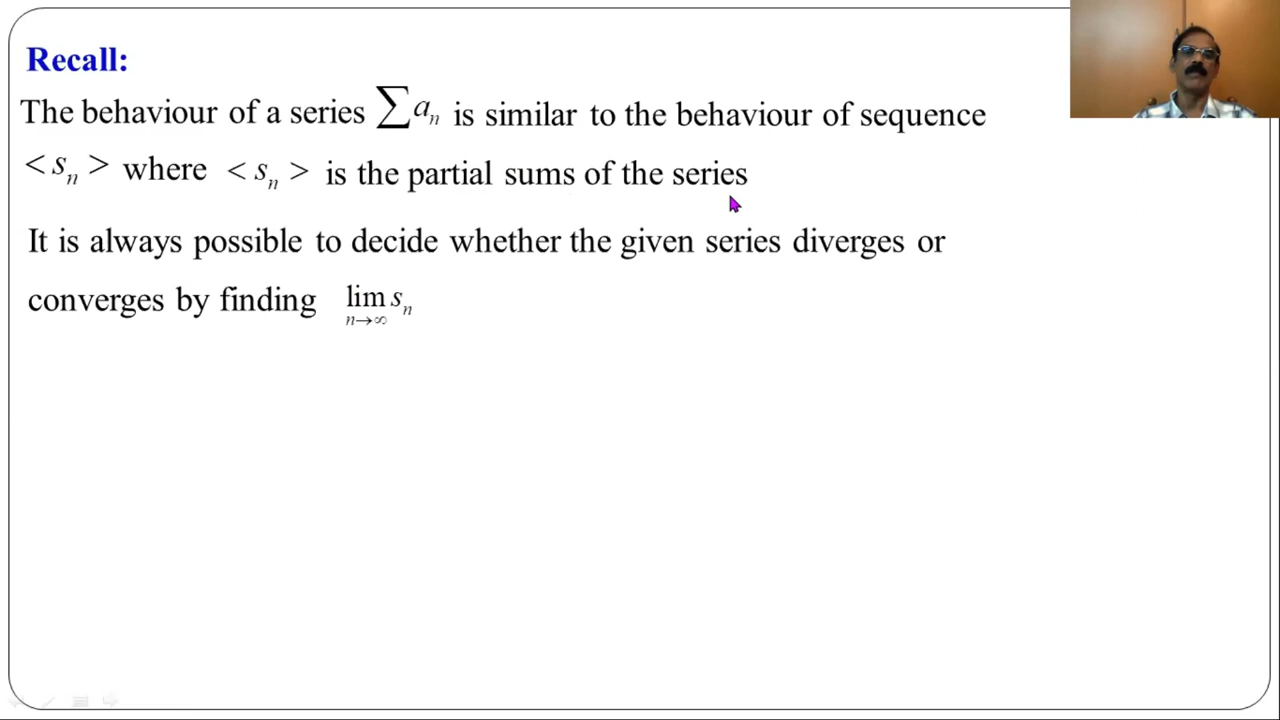 Recall:
The behaviour of a series ∑aₙ is similar to the behaviour of sequence
< sₙ > where < sₙ > is the partial sums of the series
It is always possible to decide whether the given series diverges or
converges by finding lim sₙ
n→∞